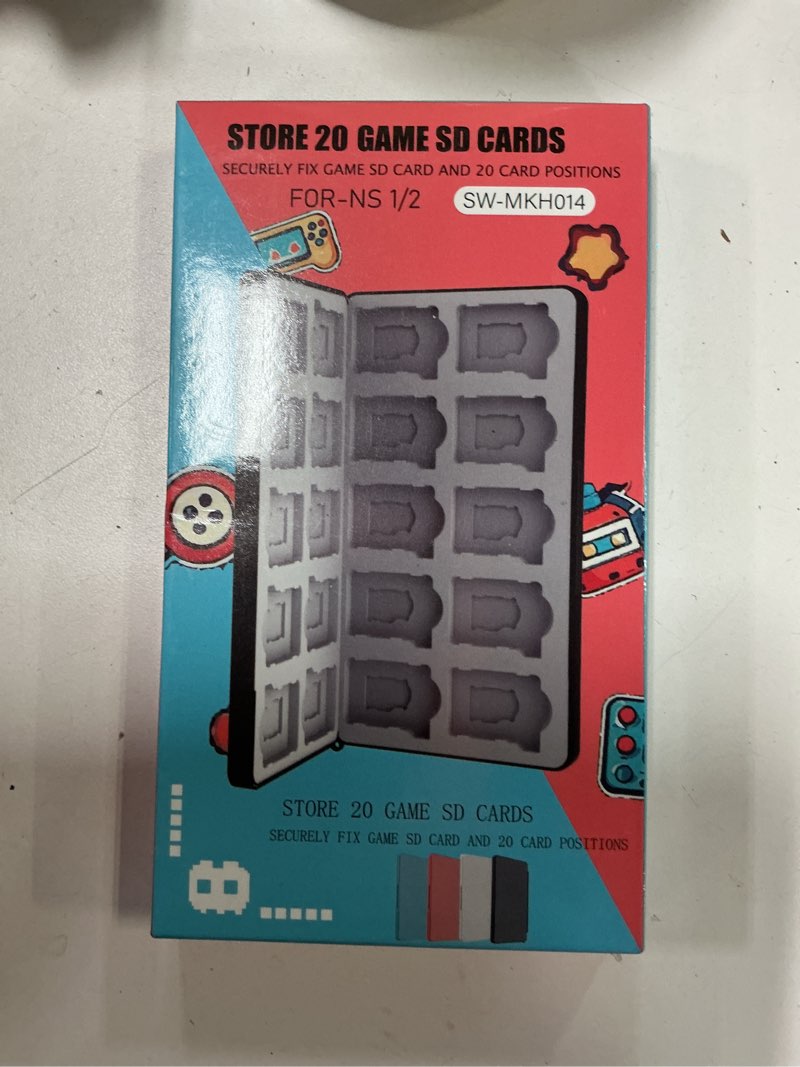 STORE 20 GAME SD CARDS
SECURELY FIX GAME SD CARD AND 20 CARD POSITIONS
FOR-NS 1/2 SW-MKH014
STORE 20 GAME SD CARDS
SECURELY FIX GAME SD CARD AND 20 CARD POSITIONS